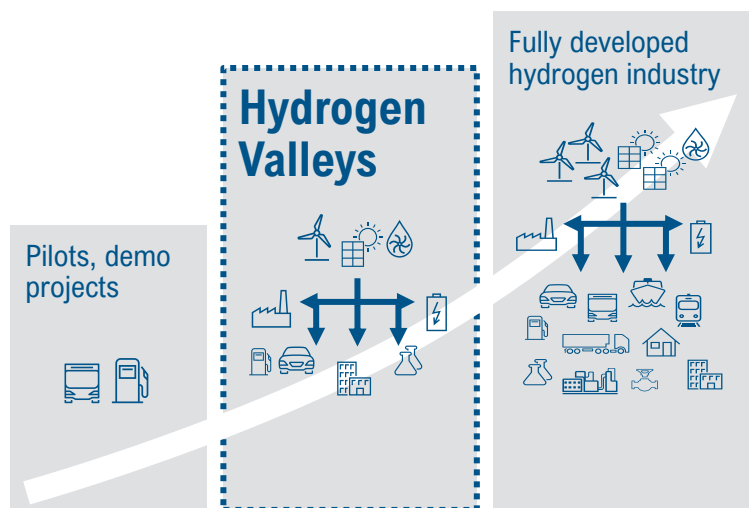 Pilots, demo
projects
Hydrogen
Valleys
Fully developed
hydrogen industry